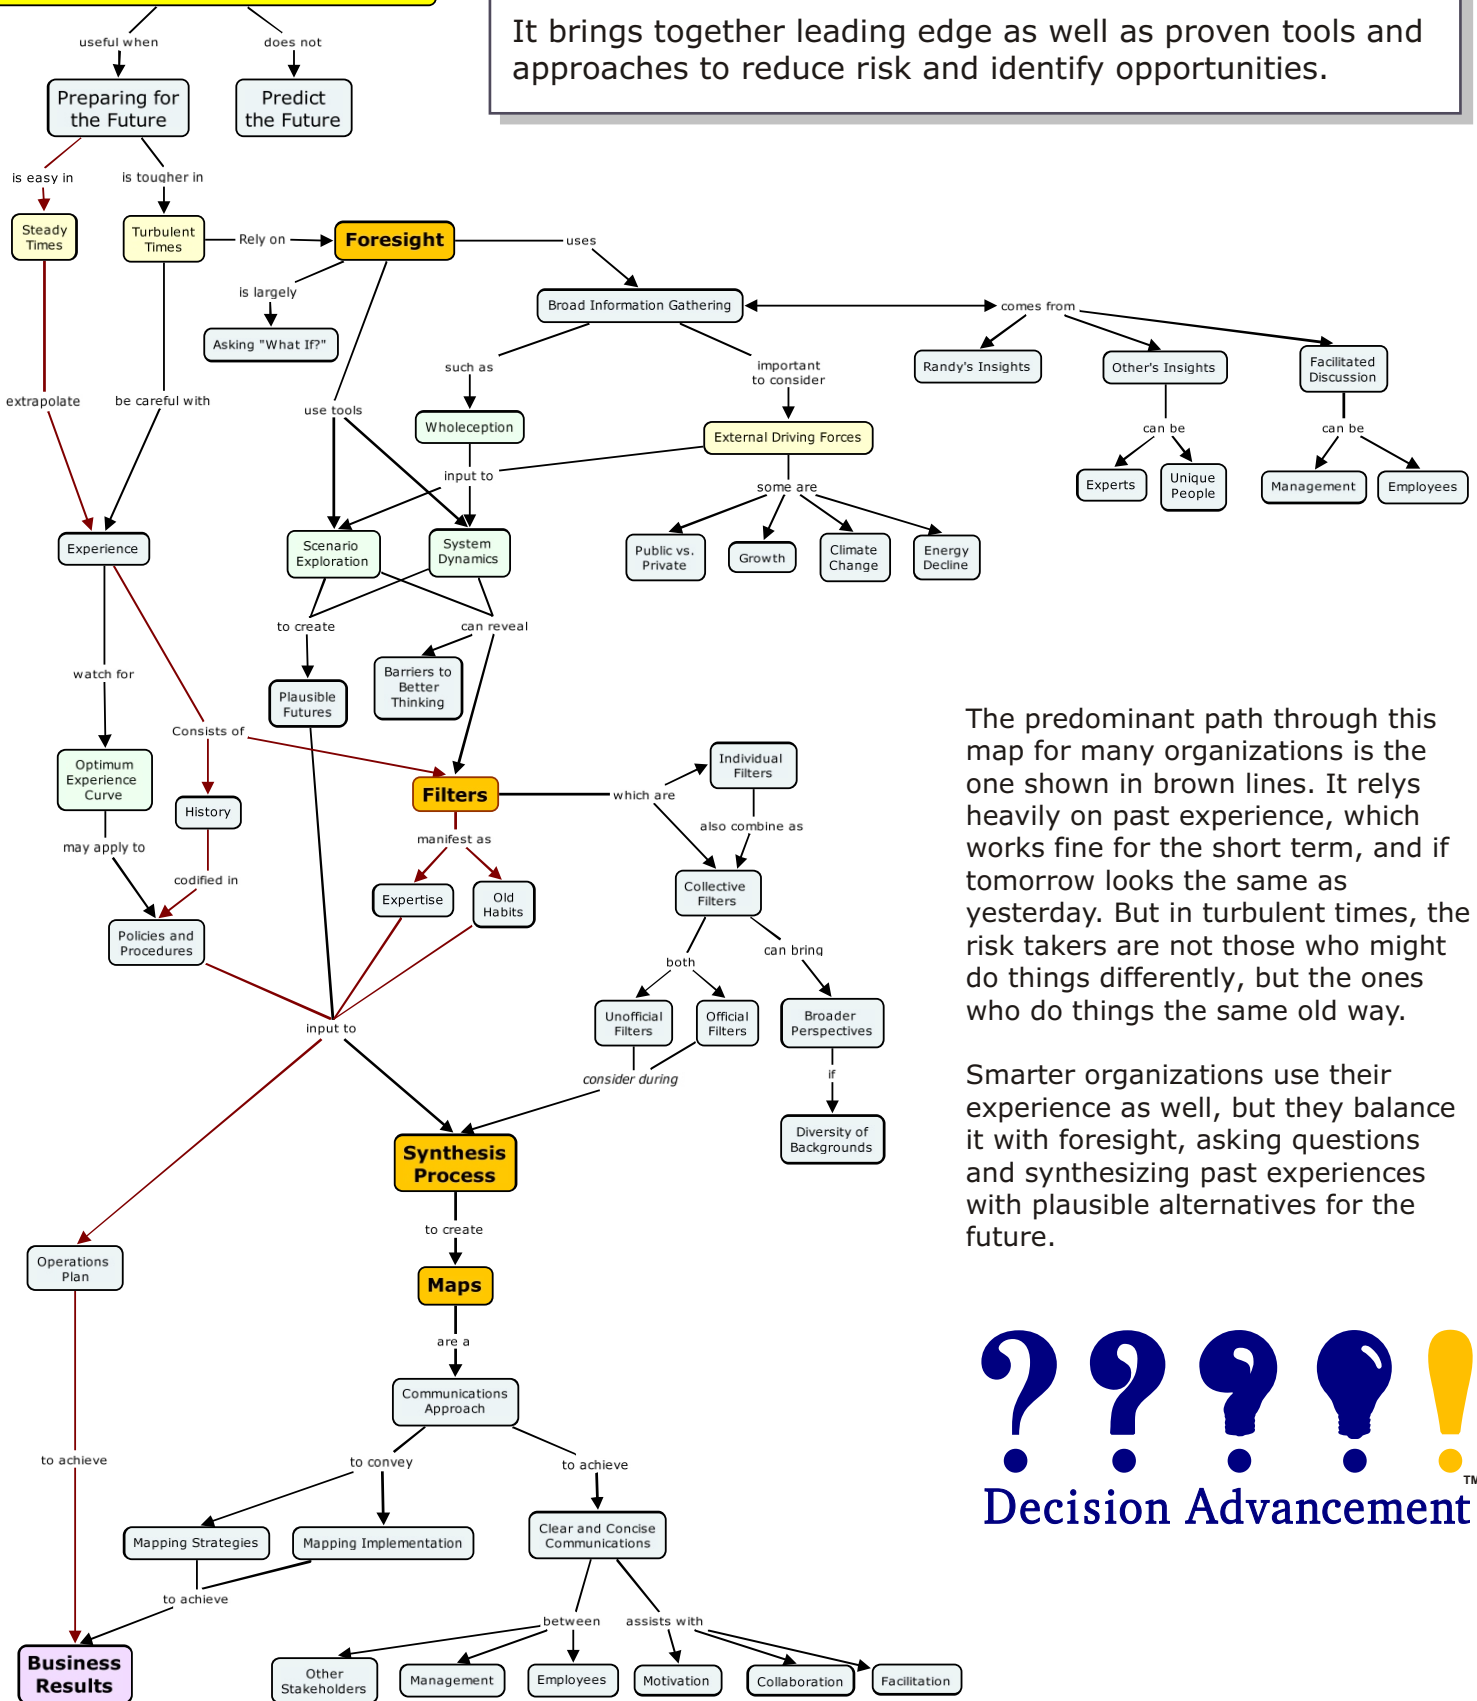 It brings together leading edge as well as proven tools and
approaches to reduce risk and identify opportunities.
useful when
does not
Preparing for
the Future
Predict
the Future
is easy in
is tougher in
Steady
Times
Turbulent
Times
Rely on
Foresight
uses
is largely
Asking "What If?"
Broad Information Gathering
comes from
Randy's Insights
Other's Insights
Facilitated
Discussion
such as
important
to consider
extrapolate
be careful with
use tools
Wholeception
External Driving Forces
can be
can be
input to
some are
Experts
Unique
People
Management
Employees
Experience
Scenario
Exploration
System
Dynamics
Public vs.
Private
Growth
Climate
Change
Energy
Decline
to create
can reveal
watch for
Barriers to
Better
Thinking
Plausible
Futures
Consists of
Optimum
Experience
Curve
History
Filters
which are
Individual
Filters
also combine as
may apply to
manifest as
codified in
Expertise
Old
Habits
Collective
Filters
Policies and
Procedures
both
can bring
Unofficial
Filters
Official
Filters
Broader
Perspectives
input to
consider during
if
Diversity of
Backgrounds
Synthesis
Process
to create
Operations
Plan
Maps
are a
Communications
Approach
to achieve
to convey
to achieve
Mapping Strategies
Mapping Implementation
Clear and Concise
Communications
to achieve
between
assists with
Business
Results
Other
Stakeholders
Management
Employees
Motivation
Collaboration
Facilitation
The predominant path through this
map for many organizations is the
one shown in brown lines. It relys
heavily on past experience, which
works fine for the short term, and if
tomorrow looks the same as
yesterday. But in turbulent times, the
risk takers are not those who might
do things differently, but the ones
who do things the same old way.
Smarter organizations use their
experience as well, but they balance
it with foresight, asking questions
and synthesizing past experiences
with plausible alternatives for the
future.
? ? ? ! !
TM
Decision Advancement